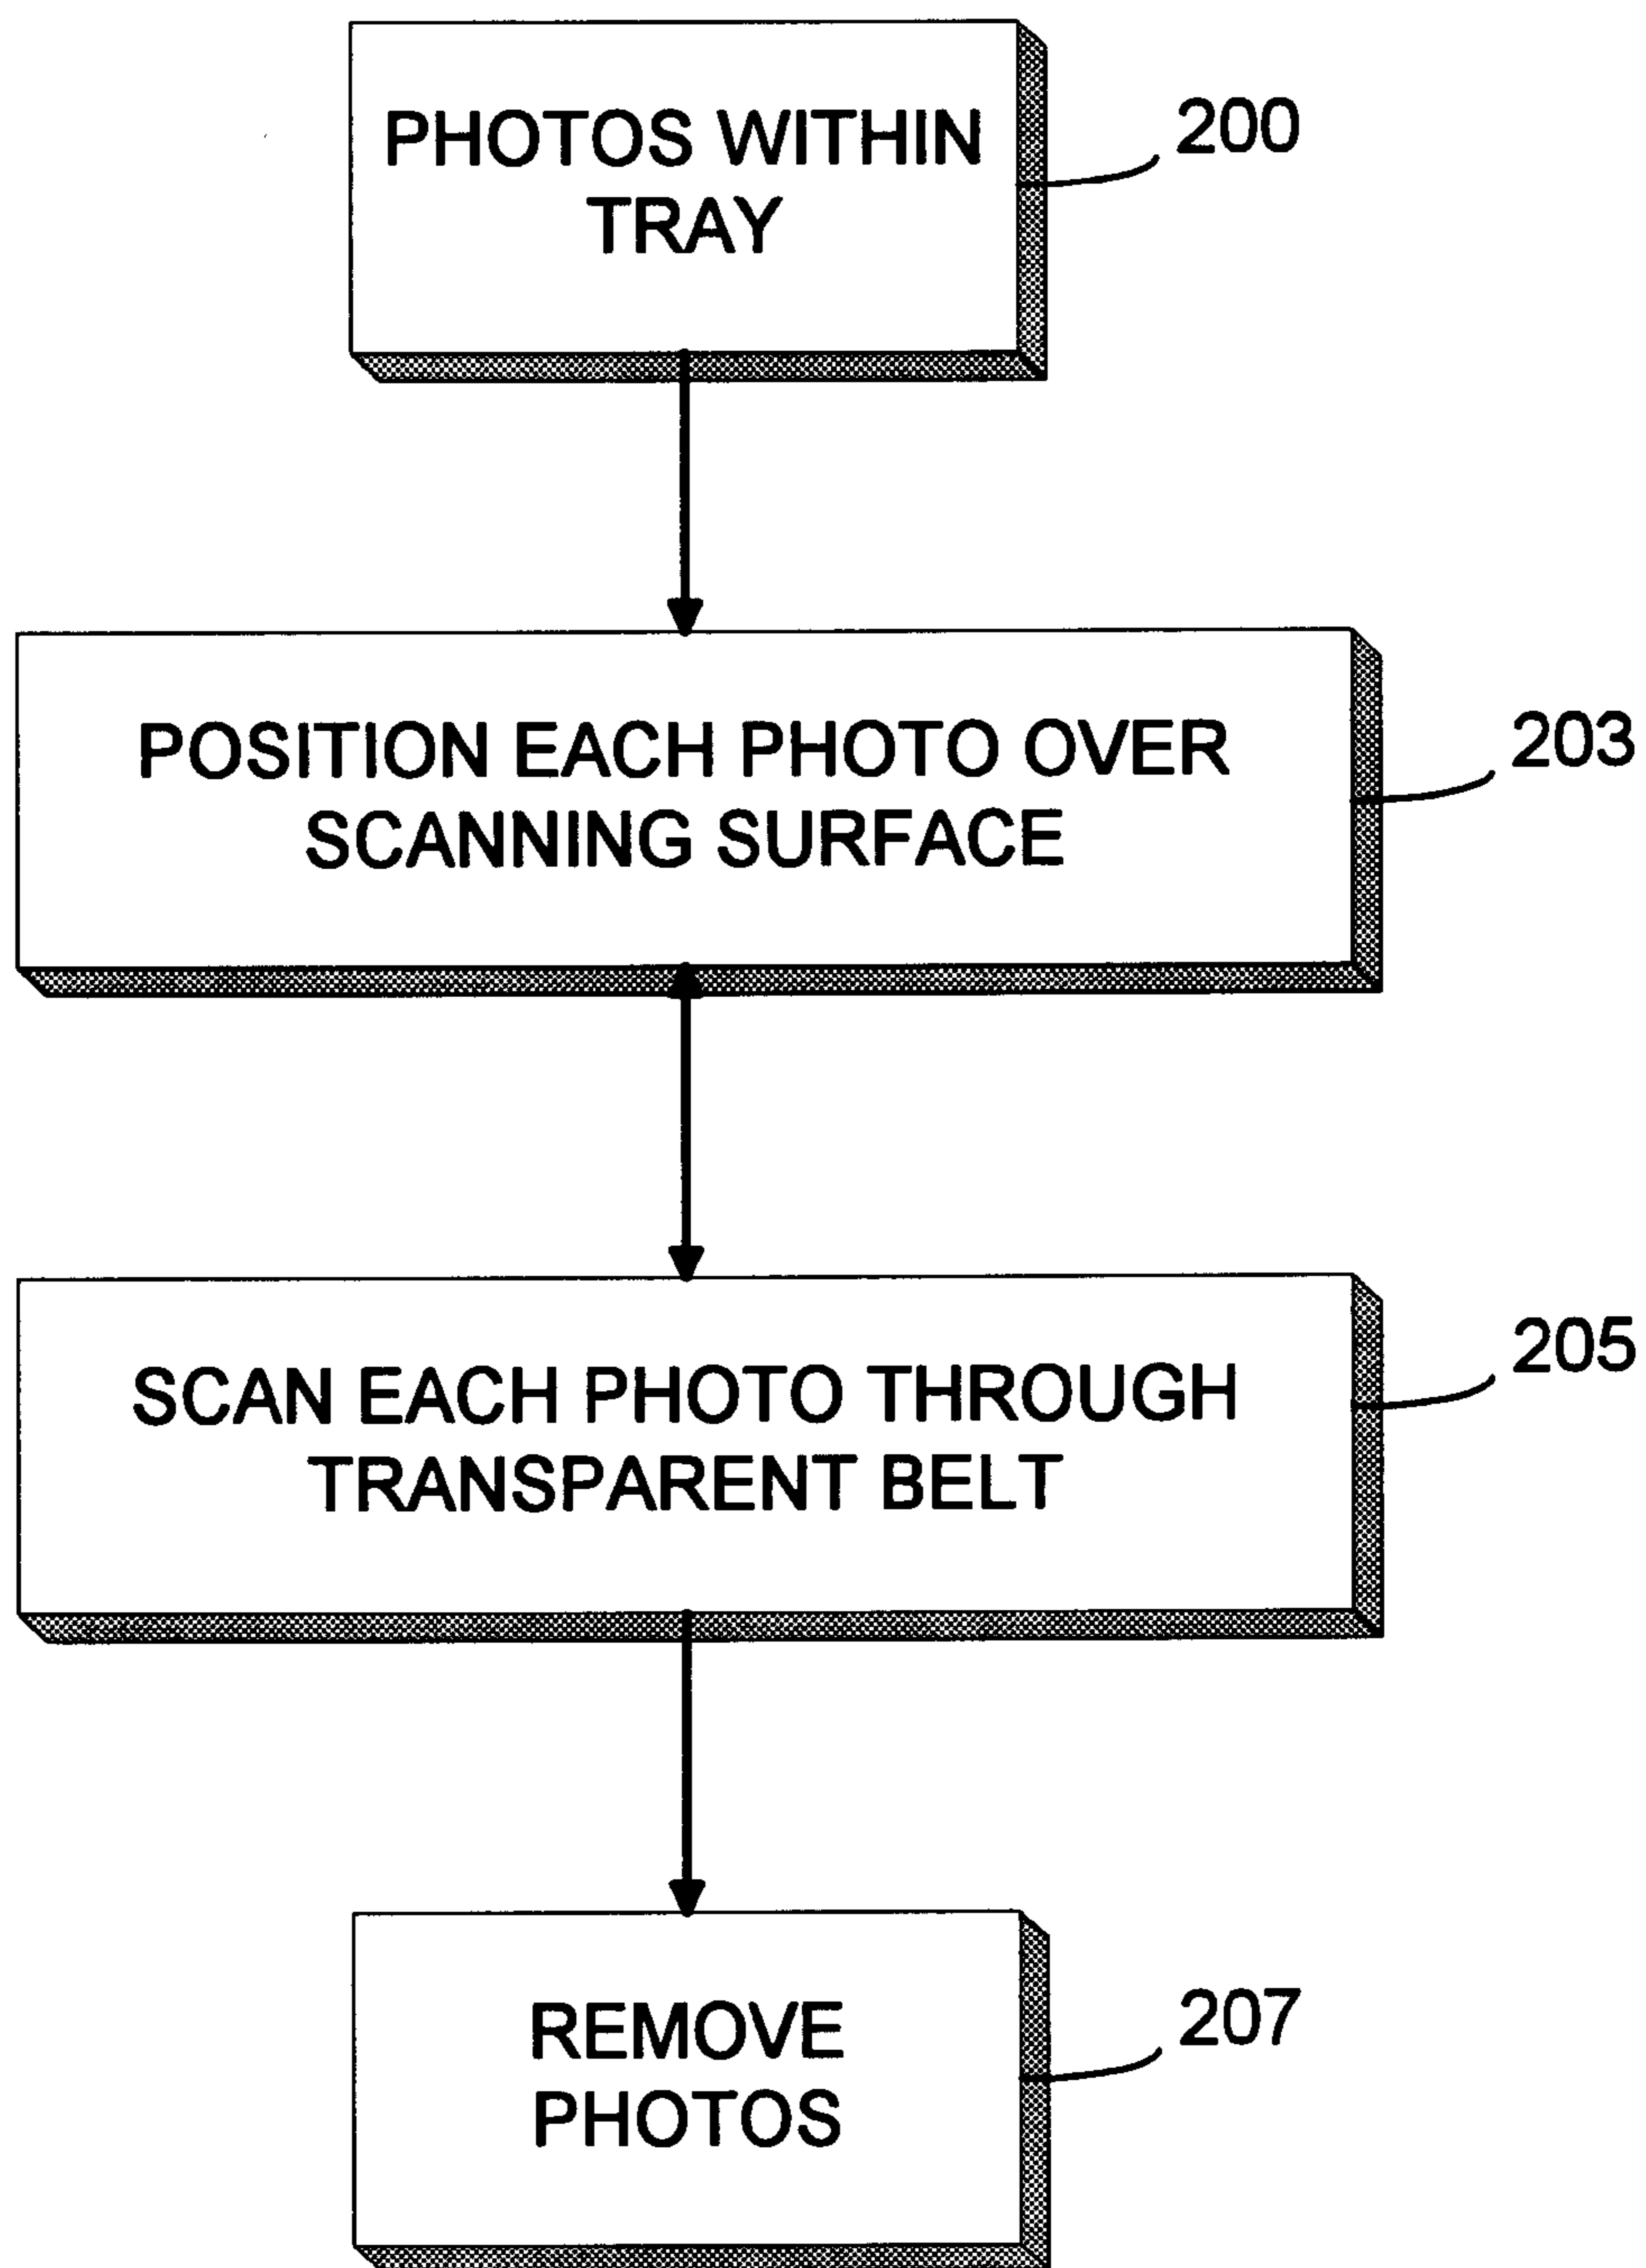 PHOTOS WITHIN
TRAY
200
POSITION EACH PHOTO OVER
SCANNING SURFACE
203
SCAN EACH PHOTO THROUGH
TRANSPARENT BELT
205
REMOVE
PHOTOS
207